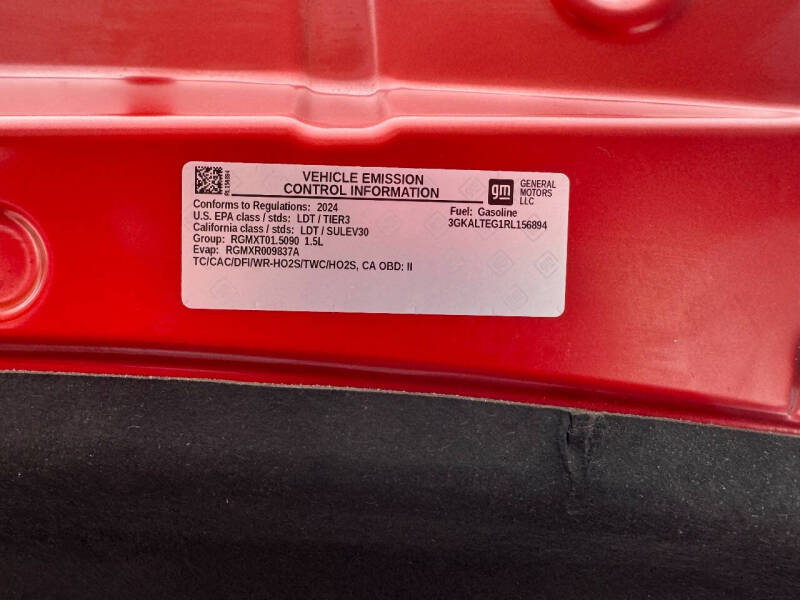 RL156894
VEHICLE EMISSION
CONTROL INFORMATION
gm
GENERAL
MOTORS
LLC
Conforms to Regulations: 2024
Fuel: Gasoline
U.S. EPA class / stds: LDT / TIER3
3GKALTEG1RL156894
California class / stds: LDT / SULEV30
Group: RGMXT01.5090 1.5L
Evap: RGMXR009837A
TC/CAC/DFI/WR-HO2S/TWC/HO2S, CA OBD: II